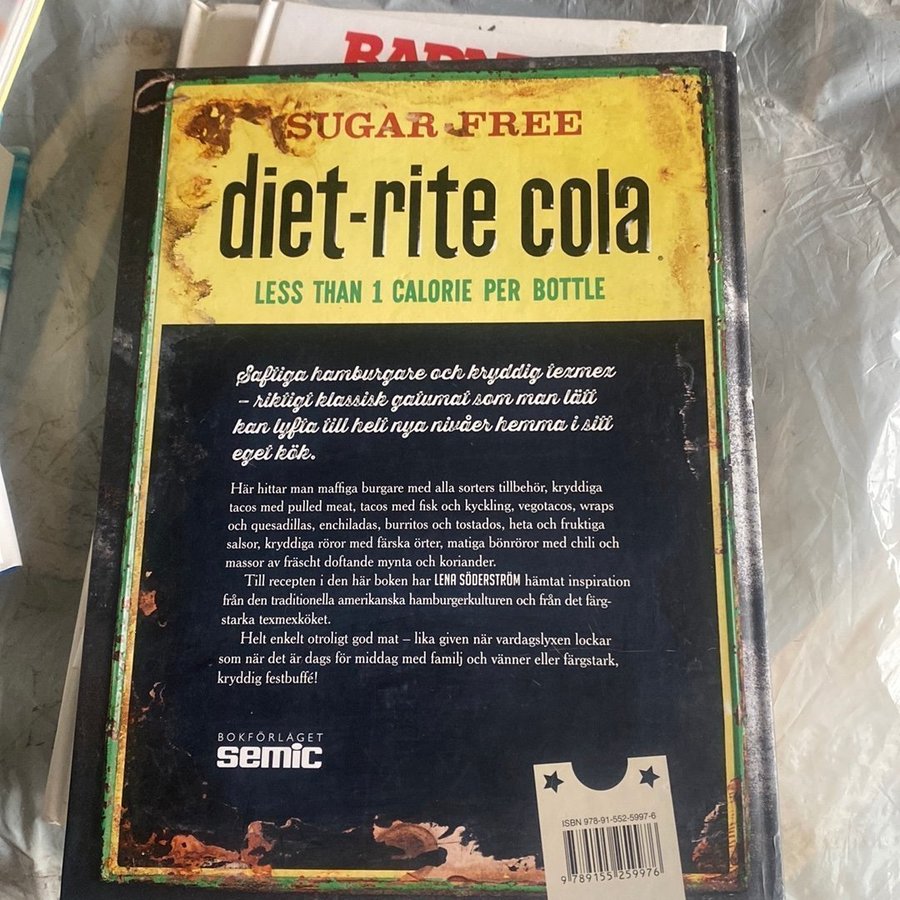 SUGAR FREE
diet-rite cola
LESS THAN 1 CALORIE PER BOTTLE
Saftiga hamburgare och kryddig texmex
– riktigt klassisk gatumat som man lätt
kan lyfta till helt nya nivåer hemma i sitt
eget kök.
Här hittar man maffiga burgare med alla sorters tillbehör, kryddiga
tacos med pulled meat, tacos med fisk och kyckling, vegotacos, wraps
och quesadillas, enchiladas, burritos och tostados, heta och fruktiga
salsor, kryddiga röror med färska örter, matiga bönröror med chili och
massor av fräscht doftande mynta och koriander.
Till recepten i den här boken har LENA SÖDERSTRÖM hämtat inspiration
från den traditionella amerikanska hamburgerkulturen och från det färg-
starka texmexköket.
Helt enkelt otroligt god mat – lika given när vardagslyxen lockar
som när det är dags för middag med familj och vänner eller färgstark,
kryddig festbuffé!
BOKFÖRLAGET
semic
ISBN 978-91-552-5997-6
9 789155 259976